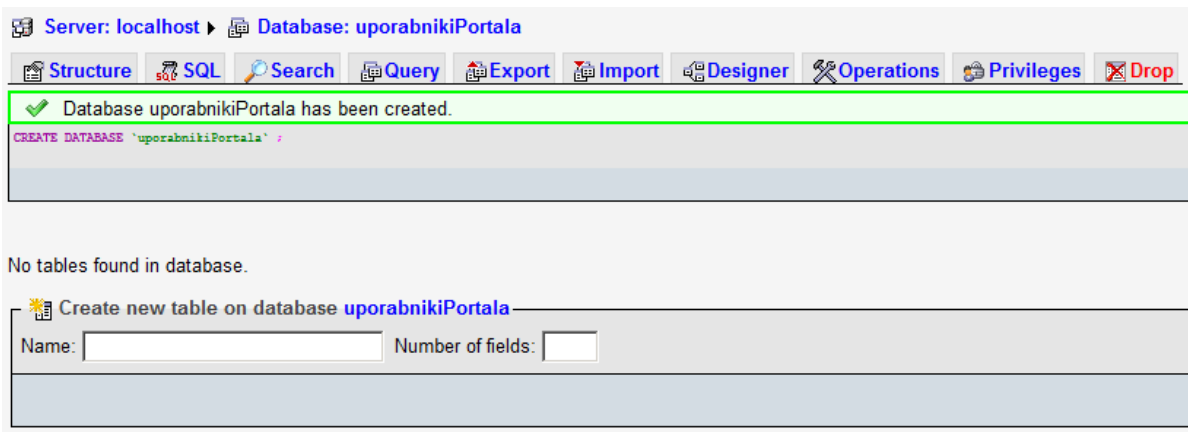 Server: localhost Database: uporabnikiPortala
Structure SQL Search Query Export Import Designer Operations Privileges Drop
Database uporabnikiPortala has been created.
CREATE DATABASE `uporabnikiPortala` ;
No tables found in database.
Create new table on database uporabnikiPortala
Name: Number of fields: